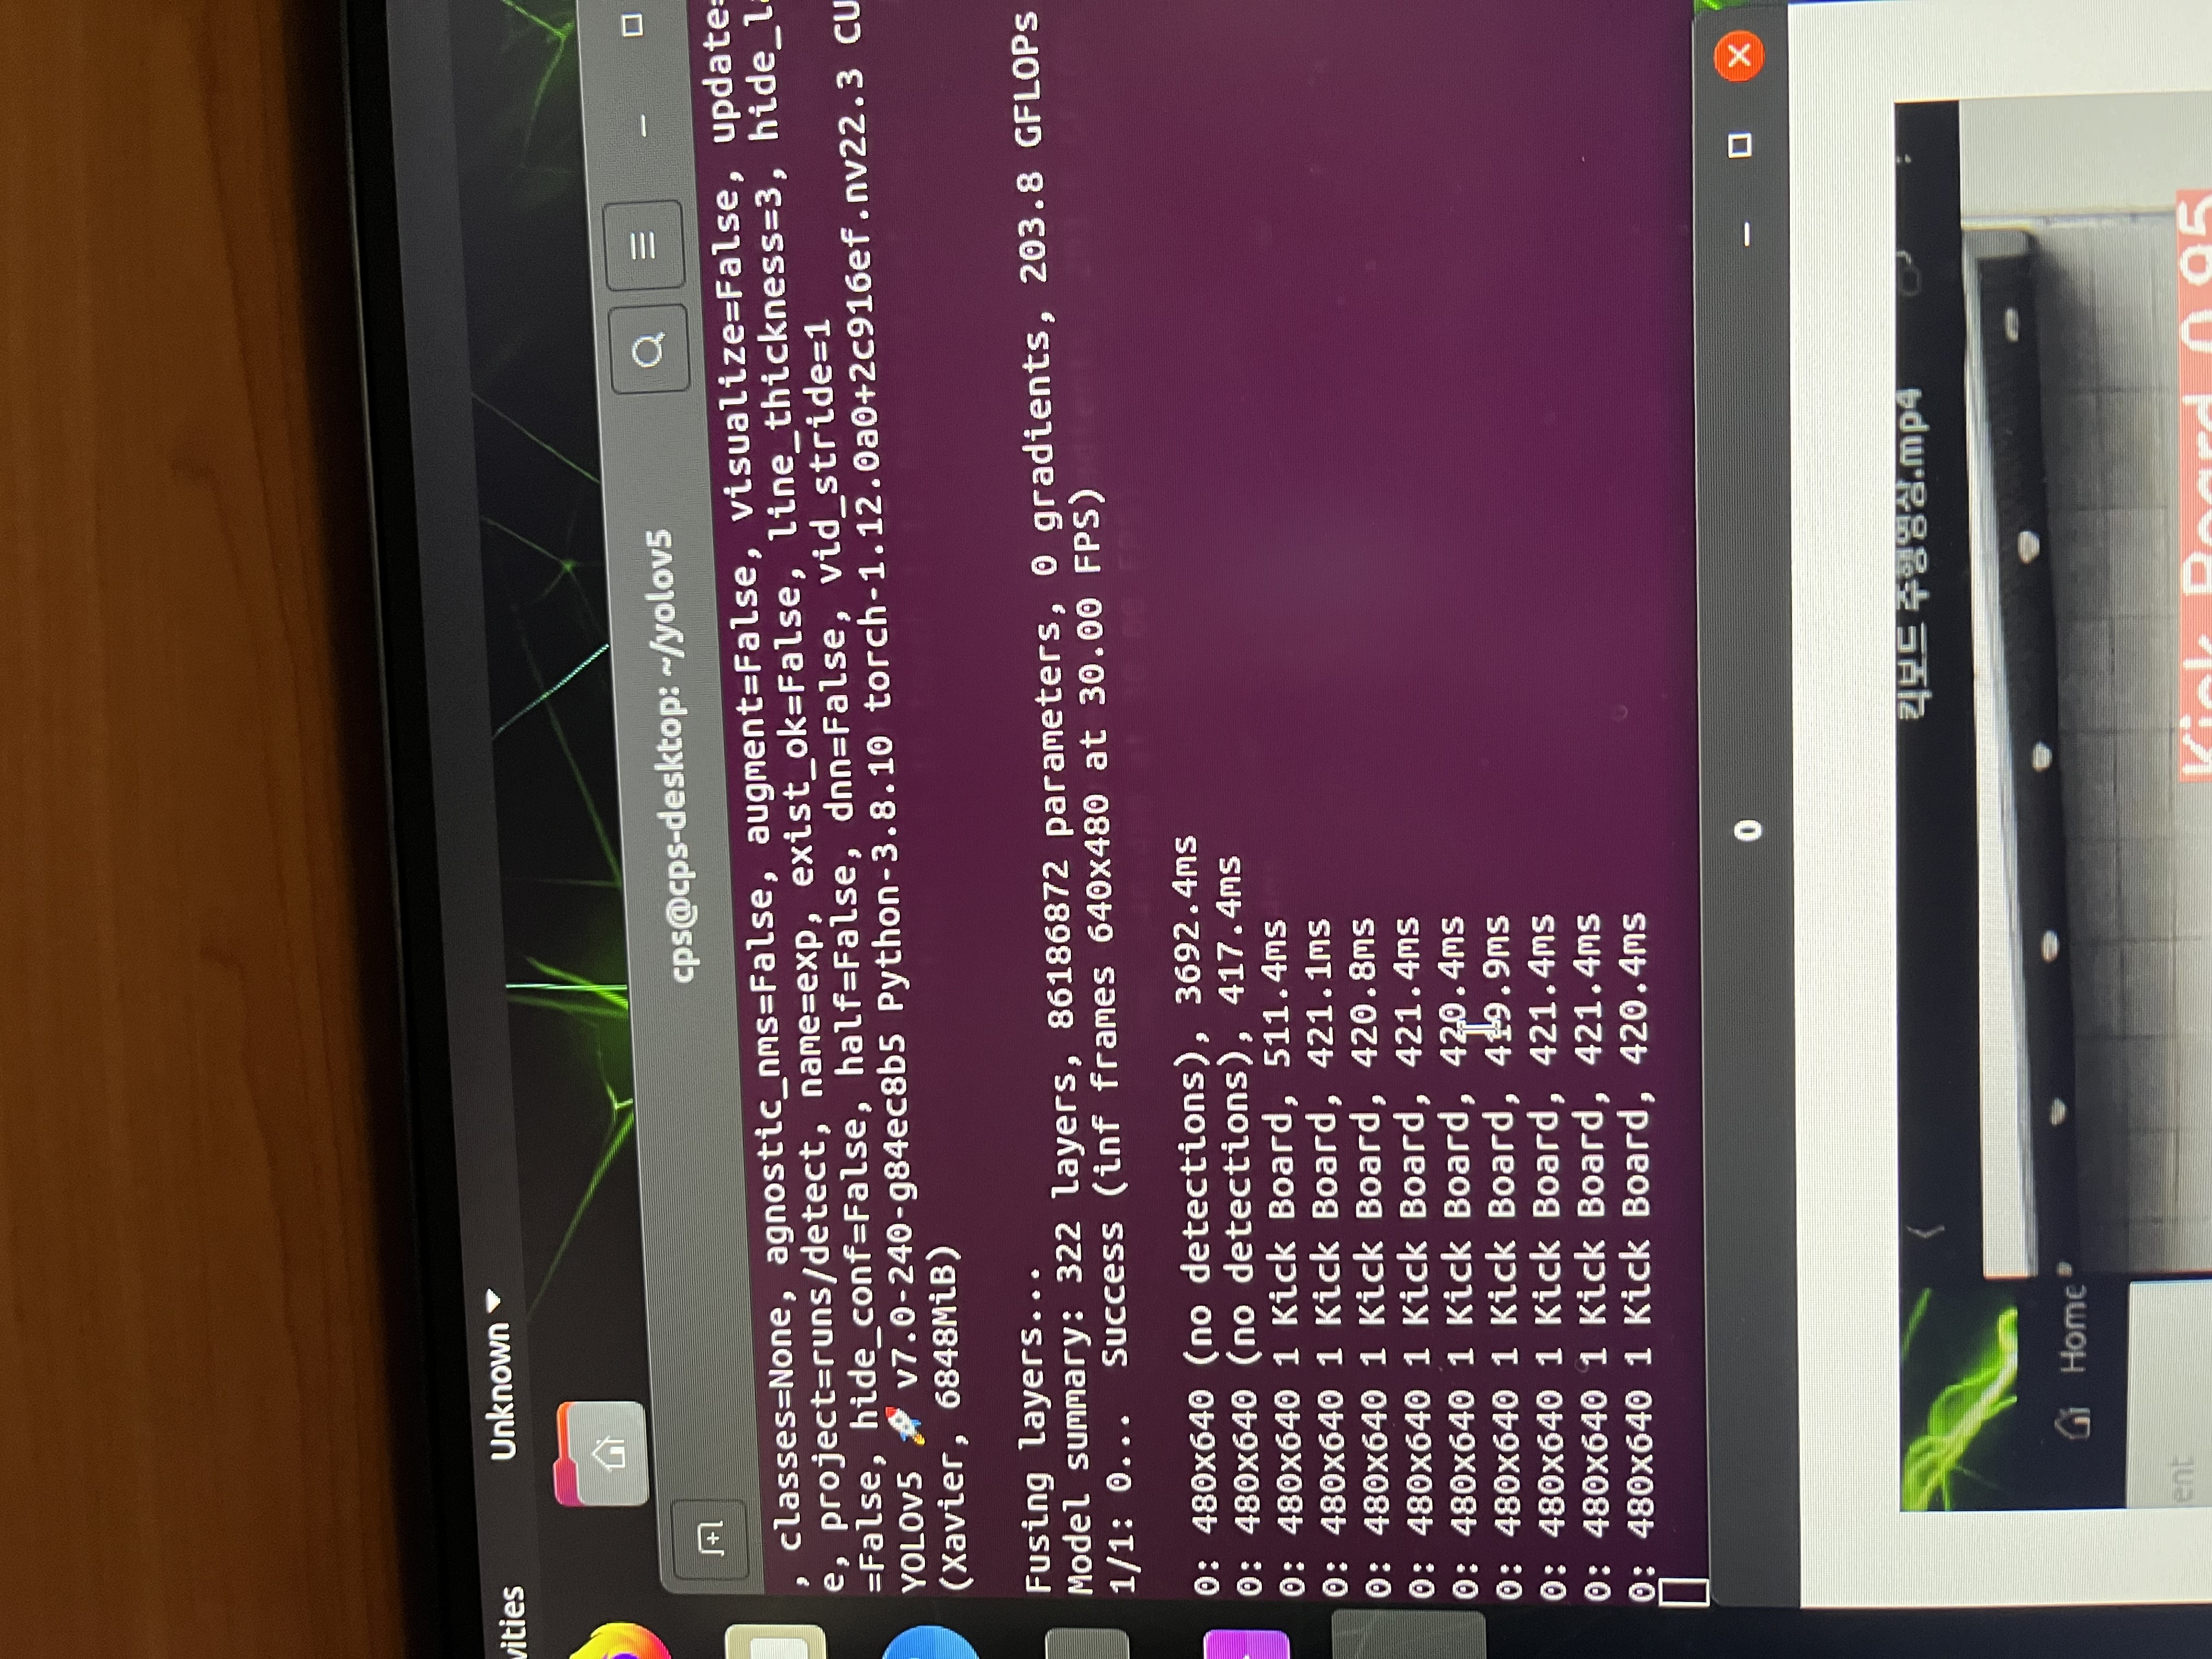 vities
Unknown
cps@cps-desktop: ~/yolov5
, classes=None, agnostic_nms=False, augment=False, visualize=False, update=
e, project=runs/detect, name=exp, exist_ok=False, line_thickness=3, hide_la
=False, hide_conf=False, half=False, dnn=False, vid_stride=1
YOLOv5 🚀 v7.0-240-g84ec8b5 Python-3.8.10 torch-1.12.0a0+2c916ef.nv22.3 CU
(Xavier, 6848MiB)
Fusing layers...
Model summary: 322 layers, 86186872 parameters, 0 gradients, 203.8 GFLOPs
1/1: 0...  Success (inf frames 640x480 at 30.00 FPS)
0: 480x640 (no detections), 3692.4ms
0: 480x640 (no detections), 417.4ms
0: 480x640 1 Kick Board, 511.4ms
0: 480x640 1 Kick Board, 421.1ms
0: 480x640 1 Kick Board, 420.8ms
0: 480x640 1 Kick Board, 421.4ms
0: 480x640 1 Kick Board, 420.4ms
0: 480x640 1 Kick Board, 419.9ms
0: 480x640 1 Kick Board, 421.4ms
0: 480x640 1 Kick Board, 421.4ms
0: 480x640 1 Kick Board, 420.4ms
0
킥보드 주행영상.mp4
Home
ent
Kick Board 0.95